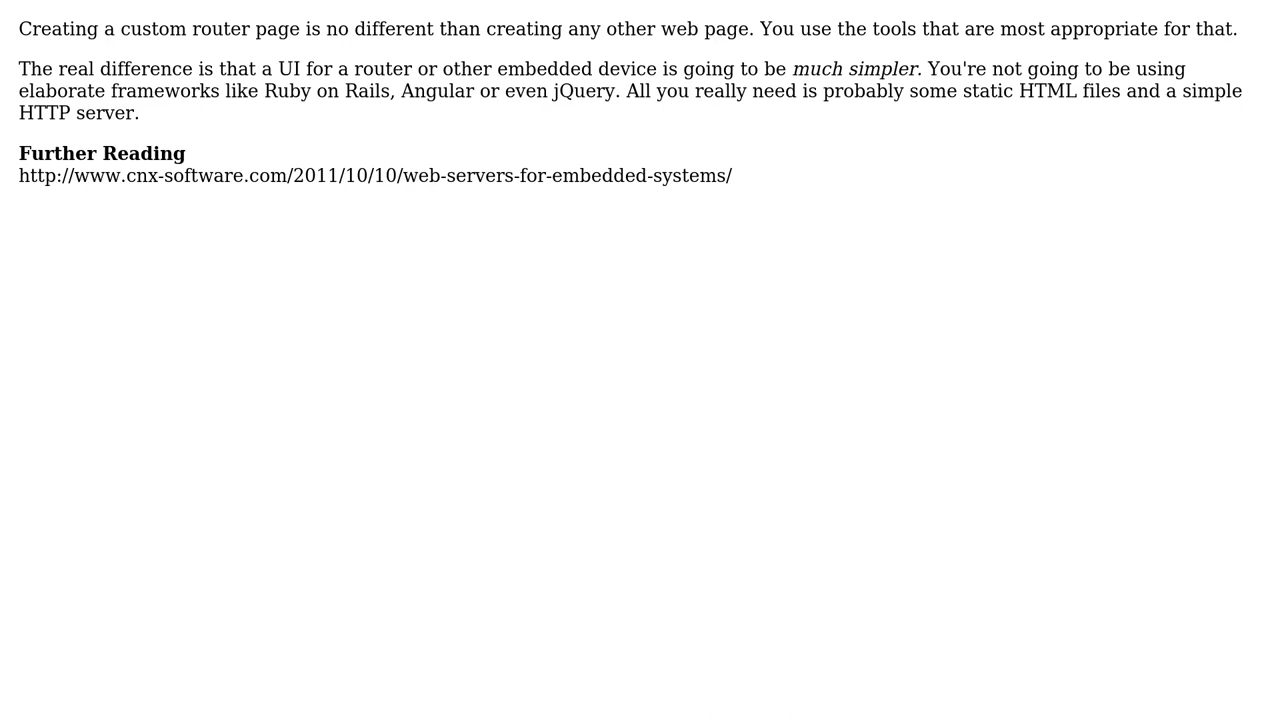 Creating a custom router page is no different than creating any other web page. You use the tools that are most appropriate for that.
The real difference is that a UI for a router or other embedded device is going to be much simpler. You're not going to be using
elaborate frameworks like Ruby on Rails, Angular or even jQuery. All you really need is probably some static HTML files and a simple
HTTP server.
Further Reading
http://www.cnx-software.com/2011/10/10/web-servers-for-embedded-systems/